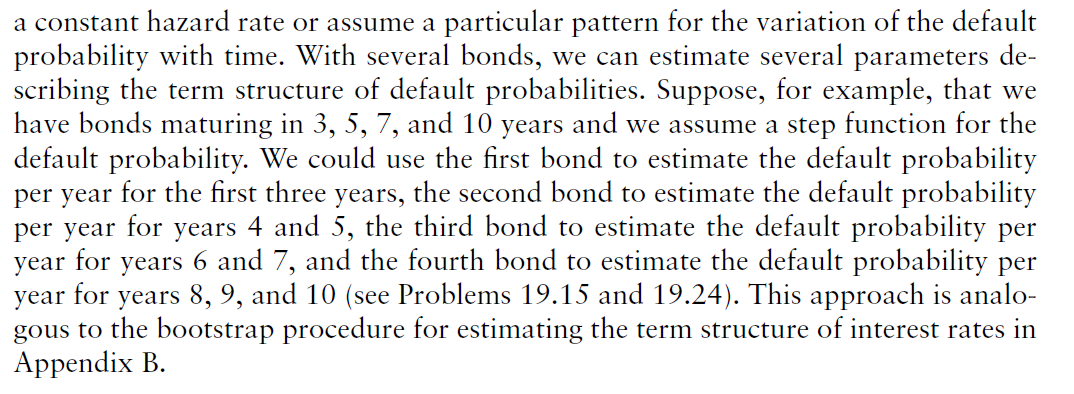 a constant hazard rate or assume a particular pattern for the variation of the default
probability with time. With several bonds, we can estimate several parameters de-
scribing the term structure of default probabilities. Suppose, for example, that we
have bonds maturing in 3, 5, 7, and 10 years and we assume a step function for the
default probability. We could use the first bond to estimate the default probability
per year for the first three years, the second bond to estimate the default probability
per year for years 4 and 5, the third bond to estimate the default probability per
year for years 6 and 7, and the fourth bond to estimate the default probability per
year for years 8, 9, and 10 (see Problems 19.15 and 19.24). This approach is analo-
gous to the bootstrap procedure for estimating the term structure of interest rates in
Appendix B.